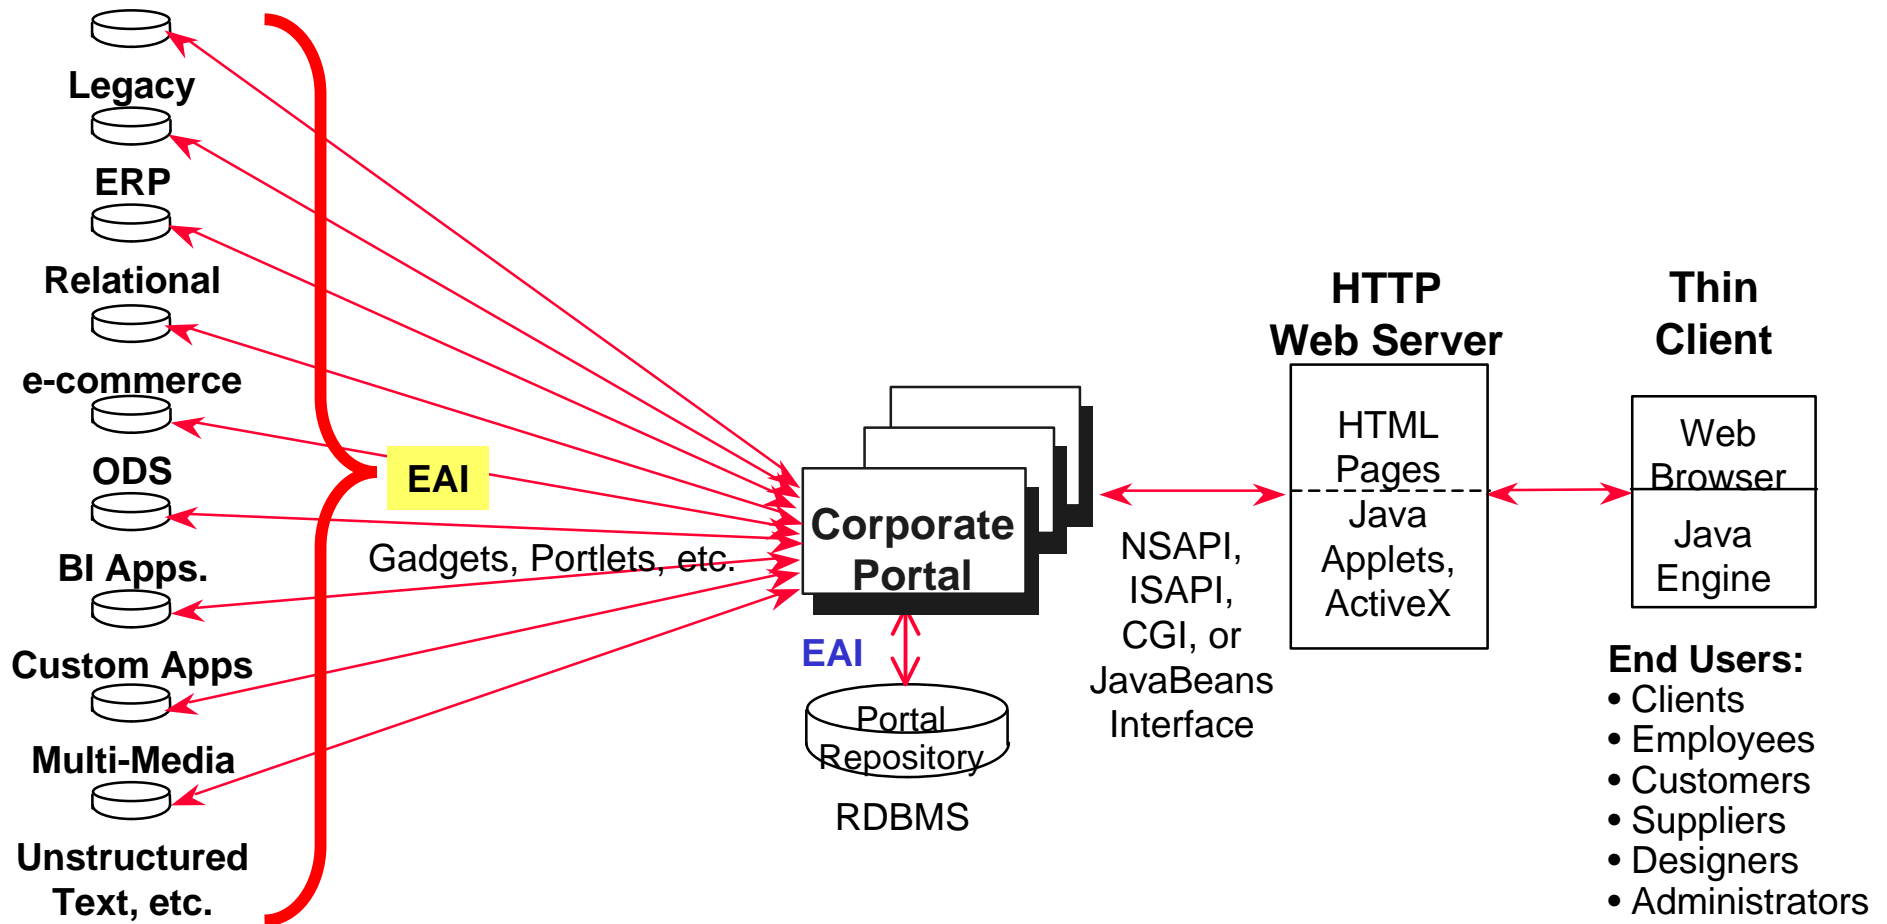 Legacy
ERP
Relational
e-commerce
ODS
BI Apps.
Custom Apps
Multi-Media
Unstructured
Text, etc.
EAI
Gadgets, Portlets, etc.
Corporate
Portal
EAI
Portal
Repository
RDBMS
NSAPI,
ISAPI,
CGI, or
JavaBeans
Interface
HTTP
Web Server
HTML
Pages
Java
Applets,
ActiveX
Thin
Client
Web
Browser
Java
Engine
End Users:
• Clients
• Employees
• Customers
• Suppliers
• Designers
• Administrators